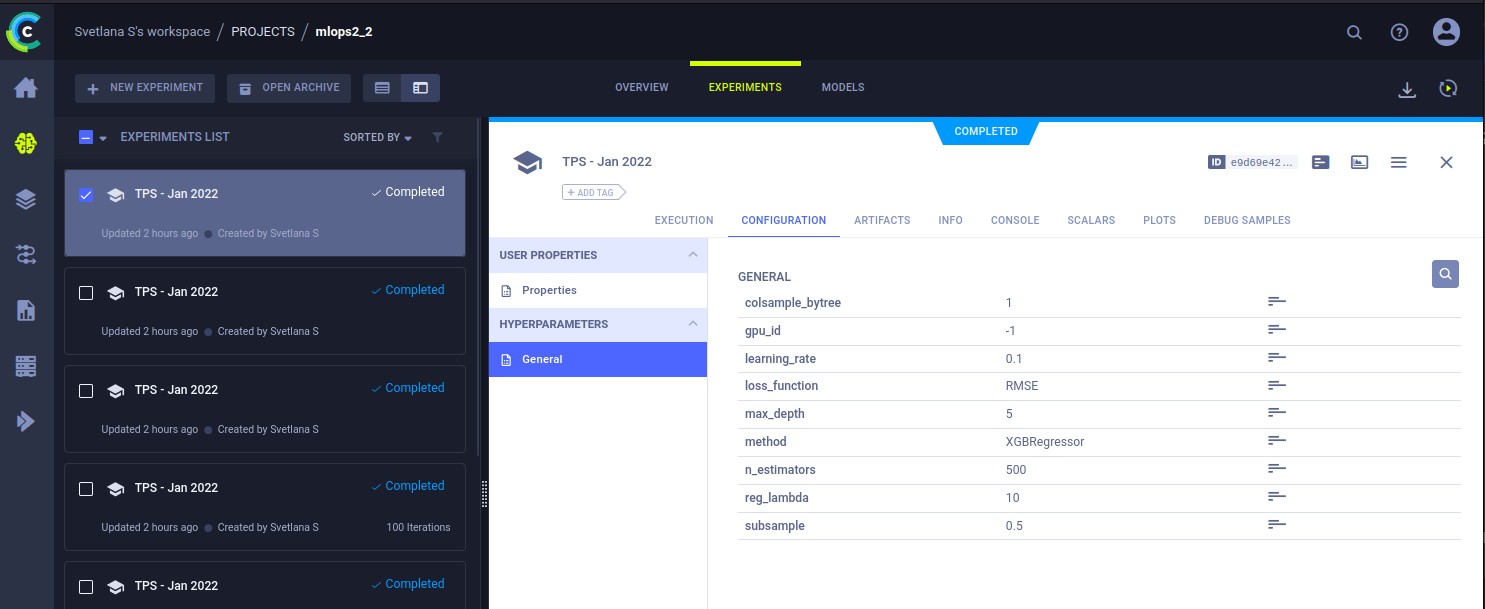 Svetlana S's workspace / PROJECTS / mlops2_2
+ NEW EXPERIMENT
OPEN ARCHIVE
OVERVIEW
EXPERIMENTS
MODELS
EXPERIMENTS LIST
SORTED BY
TPS - Jan 2022
Completed
Updated 2 hours ago
Created by Svetlana S
TPS - Jan 2022
Completed
Updated 2 hours ago
Created by Svetlana S
TPS - Jan 2022
Completed
Updated 2 hours ago
Created by Svetlana S
TPS - Jan 2022
Completed
Updated 2 hours ago
Created by Svetlana S
100 Iterations
TPS - Jan 2022
Completed
COMPLETED
TPS - Jan 2022
ID e9d69e42...
+ ADD TAG
EXECUTION
CONFIGURATION
ARTIFACTS
INFO
CONSOLE
SCALARS
PLOTS
DEBUG SAMPLES
USER PROPERTIES
Properties
HYPERPARAMETERS
General
GENERAL
colsample_bytree 1
gpu_id -1
learning_rate 0.1
loss_function RMSE
max_depth 5
method XGBRegressor
n_estimators 500
reg_lambda 10
subsample 0.5